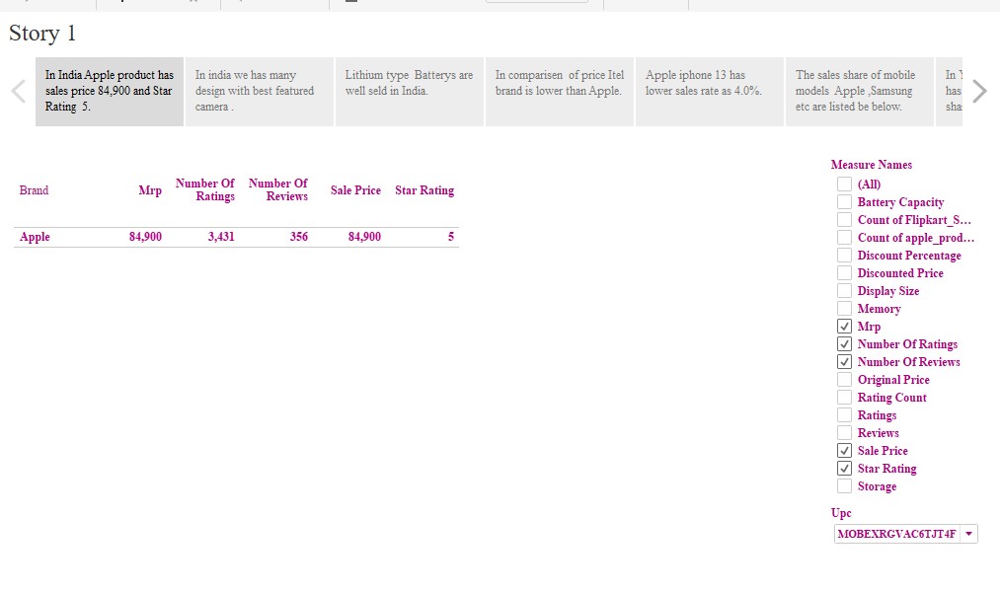 Story 1
In India Apple product has
sales price 84,900 and Star
Rating 5.
In india we has many
design with best featured
camera .
Lithium type Batterys are
well seld in India.
In comparisen of price Itel
brand is lower than Apple.
Apple iphone 13 has
lower sales rate as 4.0%.
The sales share of mobile
models Apple ,Samsung
etc are listed be below.
In
has
sha
Brand
Mrp
Number Of
Ratings
Number Of
Reviews
Sale Price
Star Rating
Apple 84,900 3,431 356 84,900 5
Measure Names
(All)
Battery Capacity
Count of Flipkart_S...
Count of apple_prod...
Discount Percentage
Discounted Price
Display Size
Memory
Mrp
Number Of Ratings
Number Of Reviews
Original Price
Rating Count
Ratings
Reviews
Sale Price
Star Rating
Storage
Upc
MOBEXRGVAC6TJT4F